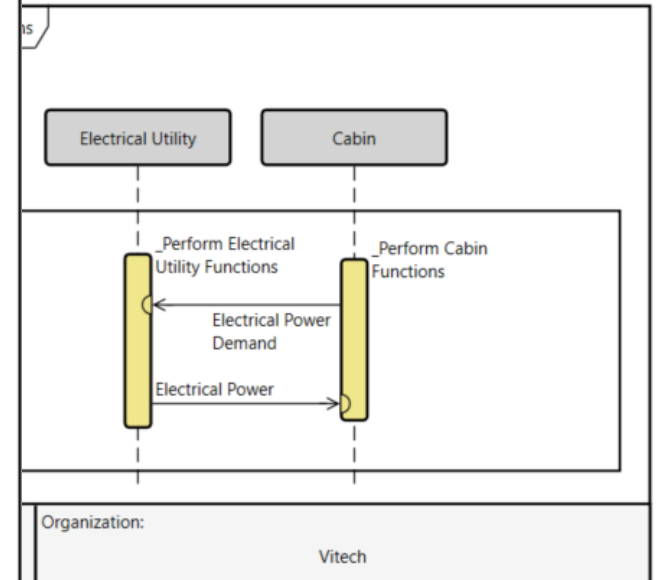 ns
Electrical Utility
Cabin
_Perform Electrical
Utility Functions
_Perform Cabin
Functions
Electrical Power
Demand
Electrical Power
Organization:
Vitech